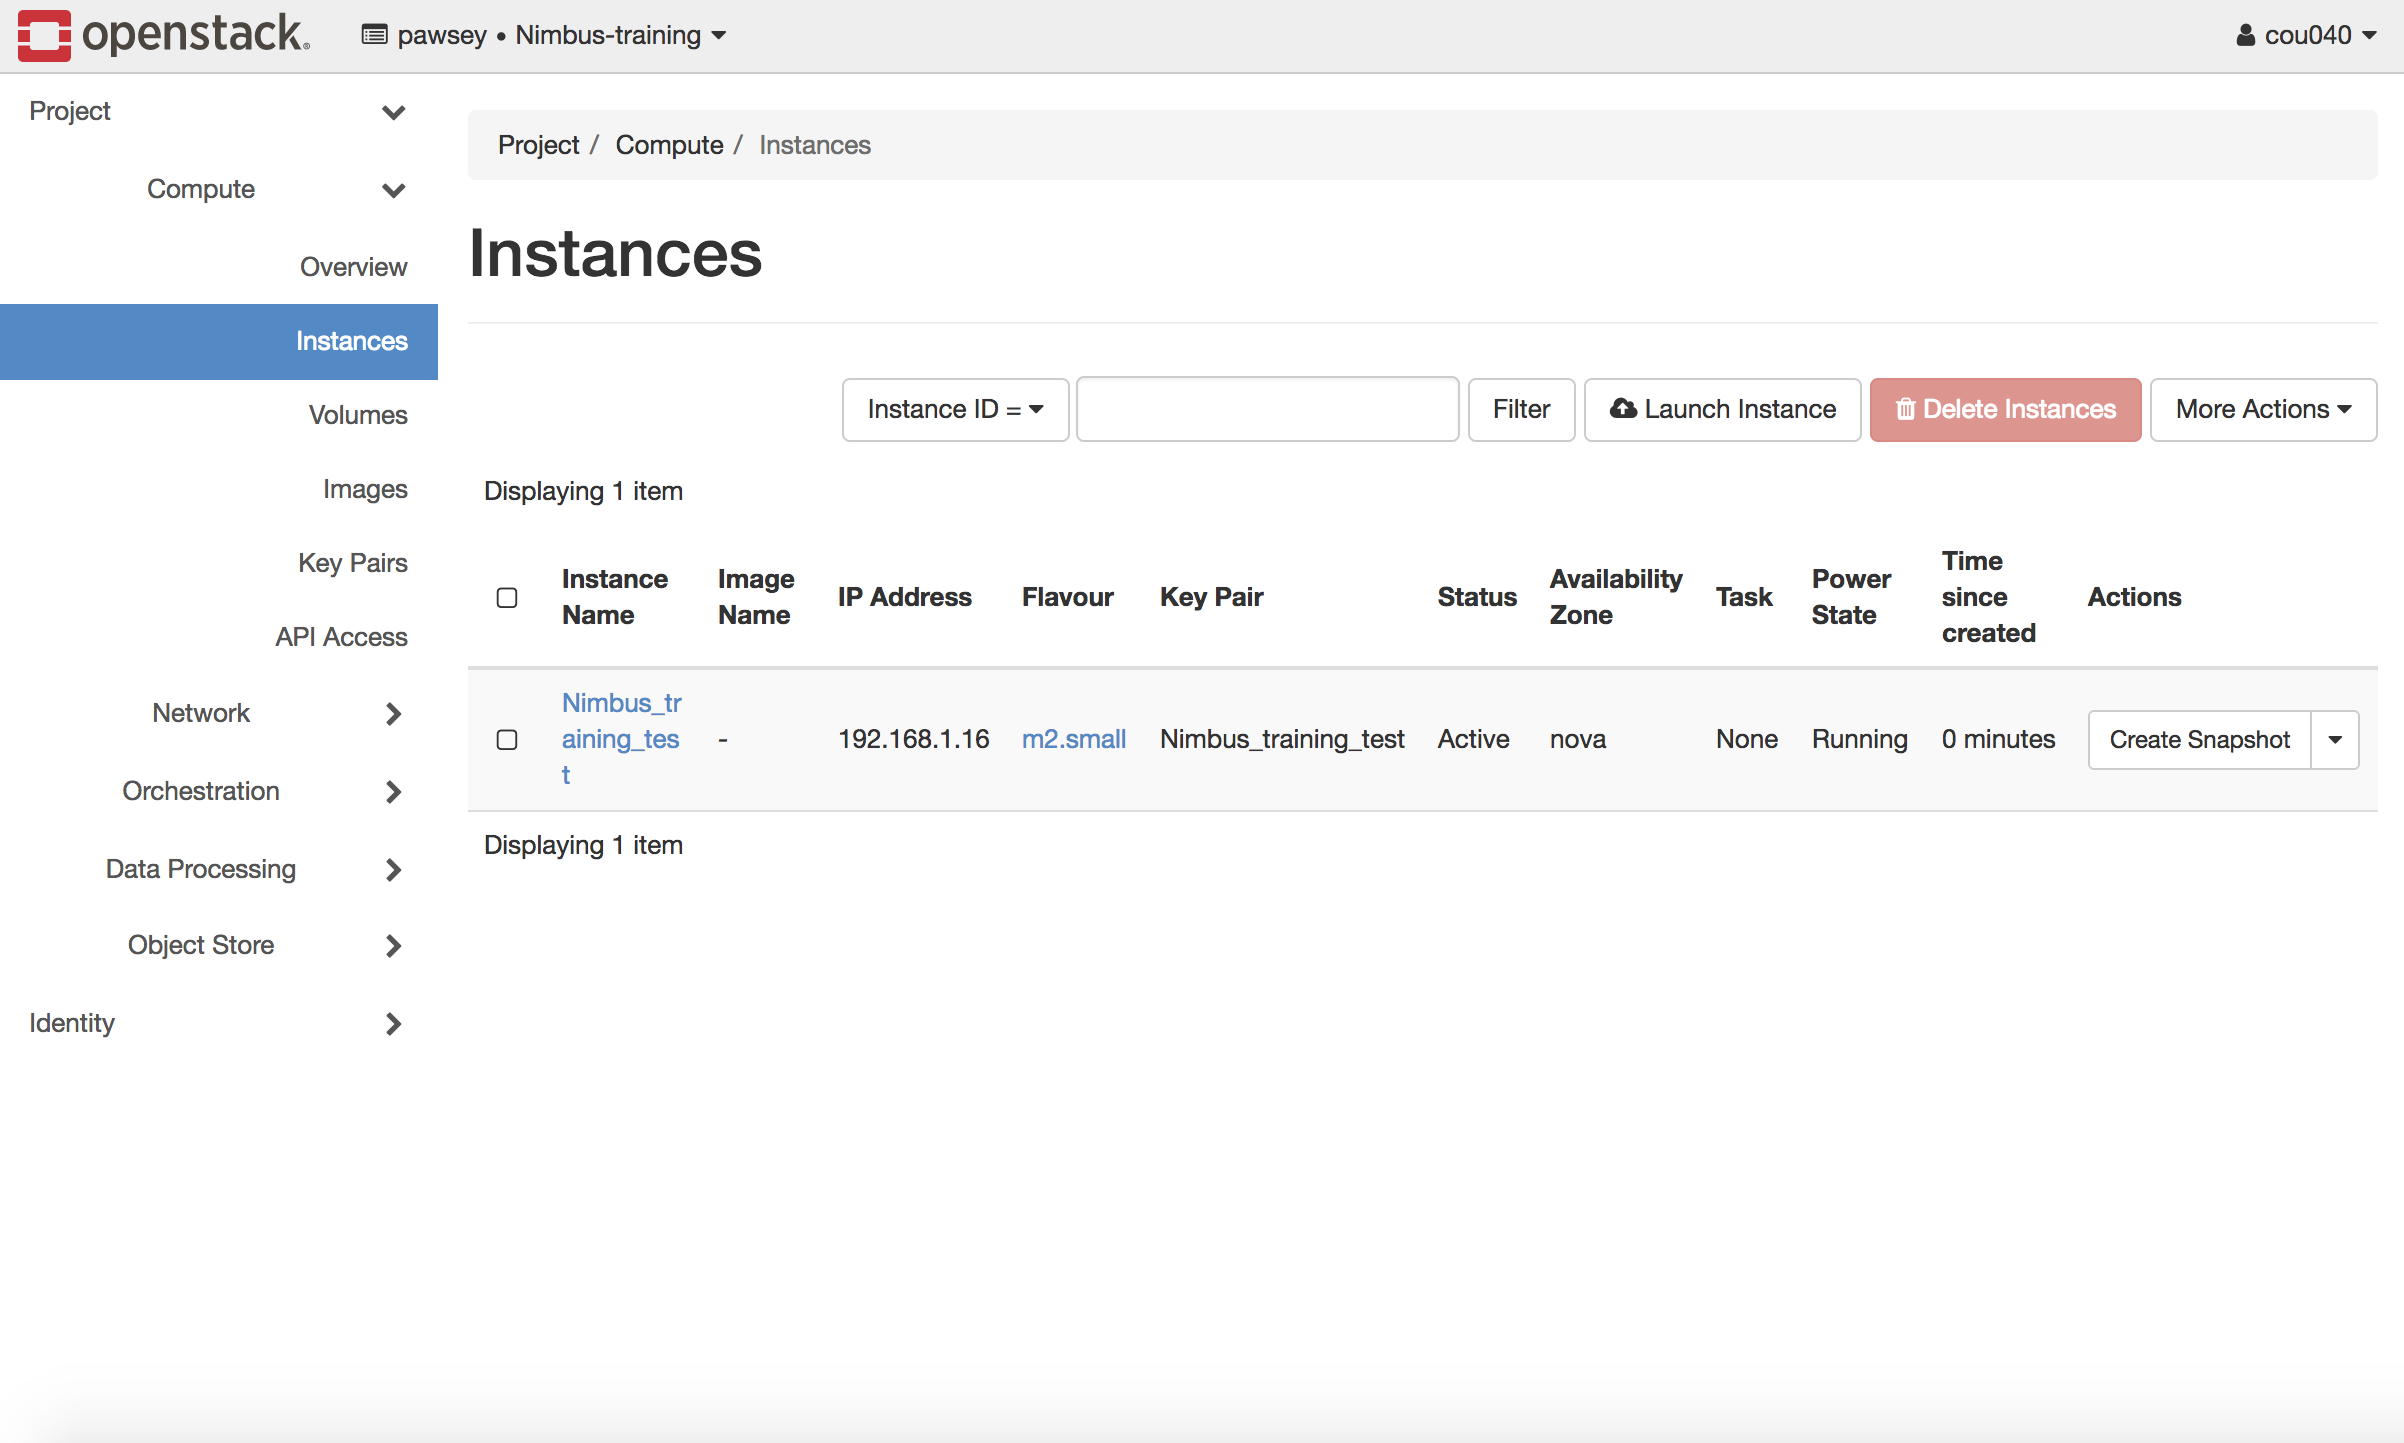 openstack. pawsey • Nimbus-training cou040
Project
Compute
Overview
Instances
Volumes
Images
Key Pairs
API Access
Network
Orchestration
Data Processing
Object Store
Identity
Project / Compute / Instances
Instances
Instance ID = Filter Launch Instance Delete Instances More Actions
Displaying 1 item
Instance Name Image Name IP Address Flavour Key Pair Status Availability Zone Task Power State Time since created Actions
Nimbus_tr
aining_tes
t
- 192.168.1.16 m2.small Nimbus_training_test Active nova None Running 0 minutes Create Snapshot
Displaying 1 item